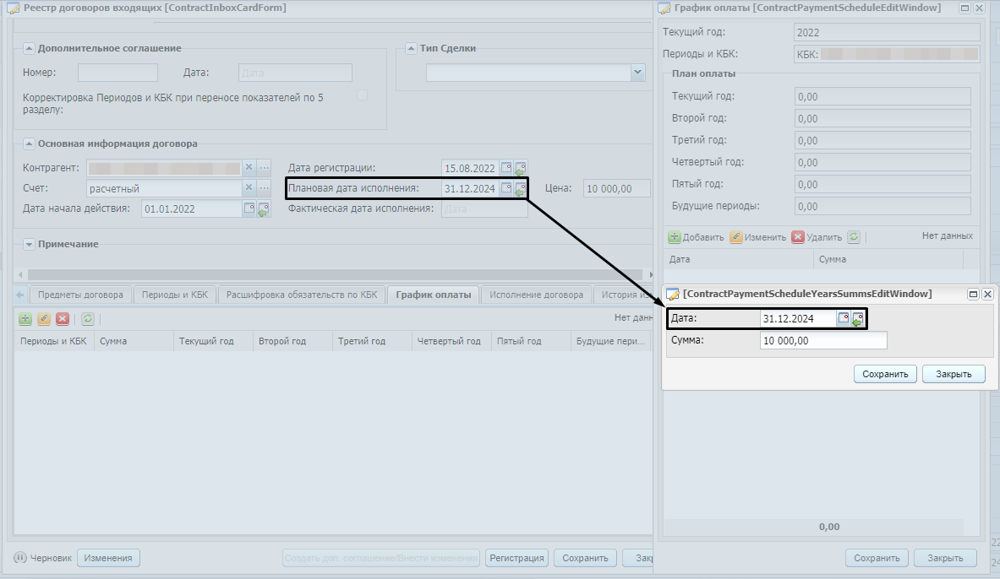 Реестр договоров входящих [ContractInboxCardForm]
Дополнительное соглашение
Номер:
Дата:
Дата
Корректировка Периодов и КБК при переносе показателей по 5
разделу:
Тип Сделки
Основная информация договора
Контрагент:
Дата регистрации:
15.08.2022
Счет:
расчетный
Плановая дата исполнения:
31.12.2024
Цена:
10 000,00
Дата начала действия:
01.01.2022
Фактическая дата исполнения:
Дата
Примечание
Предметы договора
Периоды и КБК
Расшифровка обязательств по КБК
График оплаты
Исполнение договора
История из
Нет данн
Периоды и КБК
Сумма
Текущий год
Второй год
Третий год
Четвертый год
Пятый год
Будущие пери...
Черновик
Изменения
Создать доп. соглашение/Внести изменения
Регистрация
Сохранить
Закр
График оплаты [ContractPaymentScheduleEditWindow]
Текущий год:
2022
Периоды и КБК:
КБК:
План оплаты
Текущий год:
0,00
Второй год:
0,00
Третий год:
0,00
Четвертый год:
0,00
Пятый год:
0,00
Будущие периоды:
0,00
Добавить
Изменить
Удалить
Нет данных
Дата
Сумма
[ContractPaymentScheduleYearsSummsEditWindow]
Дата:
31.12.2024
Сумма:
10 000,00
Сохранить
Закрыть
0,00
Сохранить
Закрыть
22
24